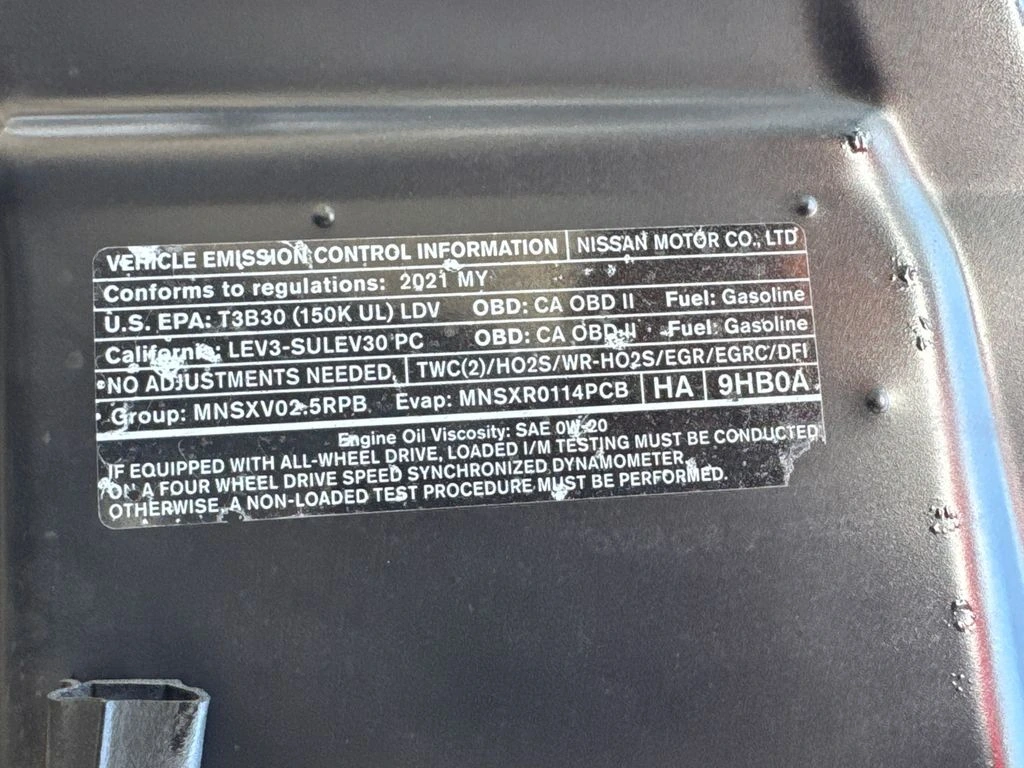 VEHICLE EMISSION CONTROL INFORMATION NISSAN MOTOR CO., LTD
Conforms to regulations: 2021 MY
U.S. EPA: T3B30 (150K UL) LDV OBD: CA OBD II Fuel: Gasoline
California: LEV3-SULEV30 PC OBD: CA OBD II Fuel: Gasoline
NO ADJUSTMENTS NEEDED. TWC(2)/HO2S/WR-HO2S/EGR/EGRC/DFI
Group: MNSXV02.5RPB Evap: MNSXR0114PCB HA 9HB0A
Engine Oil Viscosity: SAE 0W-20
IF EQUIPPED WITH ALL-WHEEL DRIVE, LOADED I/M TESTING MUST BE CONDUCTED
ON A FOUR WHEEL DRIVE SPEED SYNCHRONIZED DYNAMOMETER.
OTHERWISE, A NON-LOADED TEST PROCEDURE MUST BE PERFORMED.